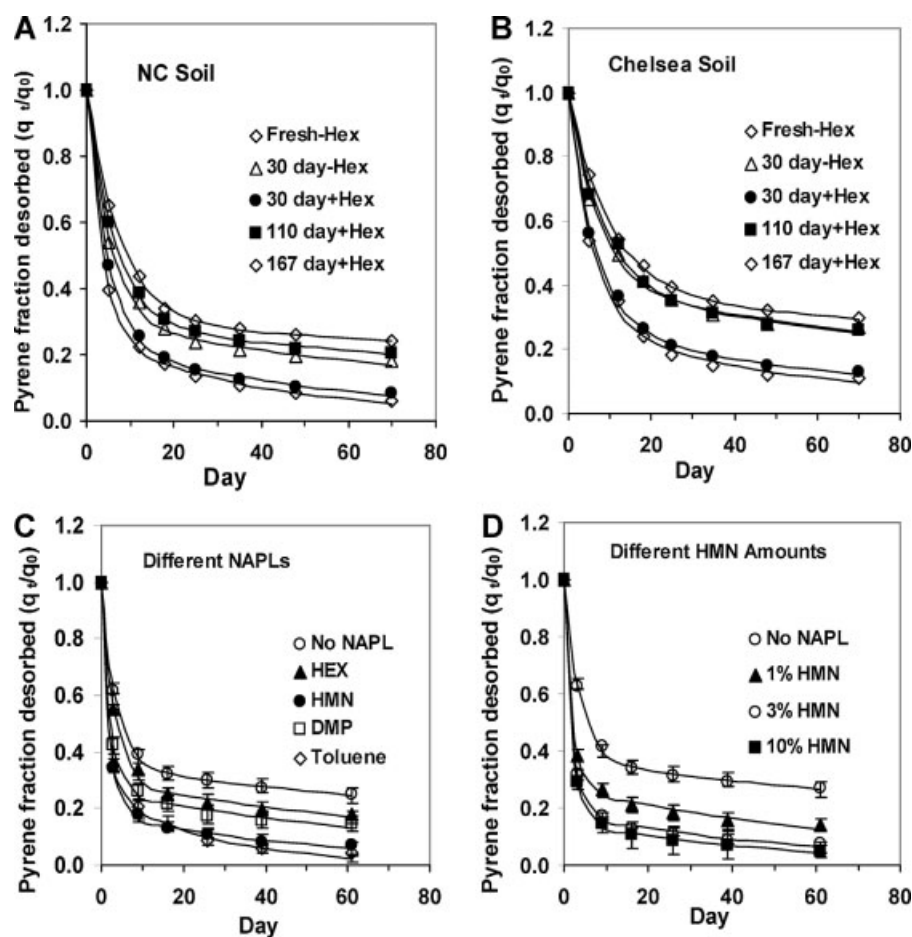 A
NC Soil
Pyrene fraction desorbed (q t/q0)
1.2
1.0
0.8
0.6
0.4
0.2
0.0
Fresh-Hex
30 day-Hex
30 day+Hex
110 day+Hex
167 day+Hex
0 20 40 60 80
Day
B
Chelsea Soil
Pyrene fraction desorbed (q t/q0)
1.2
1.0
0.8
0.6
0.4
0.2
0.0
Fresh-Hex
30 day-Hex
30 day+Hex
110 day+Hex
167 day+Hex
0 20 40 60 80
Day
C
Different NAPLs
Pyrene fraction desorbed (q t/q0)
1.2
1.0
0.8
0.6
0.4
0.2
0.0
No NAPL
HEX
HMN
DMP
Toluene
0 20 40 60 80
Day
D
Different HMN Amounts
Pyrene fraction desorbed (q t/q0)
1.2
1.0
0.8
0.6
0.4
0.2
0.0
No NAPL
1% HMN
3% HMN
10% HMN
0 20 40 60 80
Day